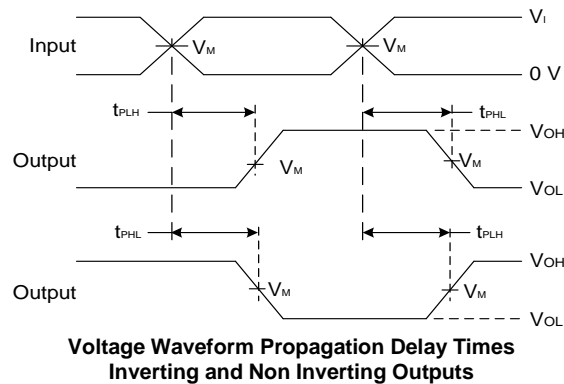 VI
Input VM VM
0 V
tPLH tPHL
VOH
Output VM VM
VOL
tPHL tPLH
VOH
Output VM VM
VOL
Voltage Waveform Propagation Delay Times
Inverting and Non Inverting Outputs